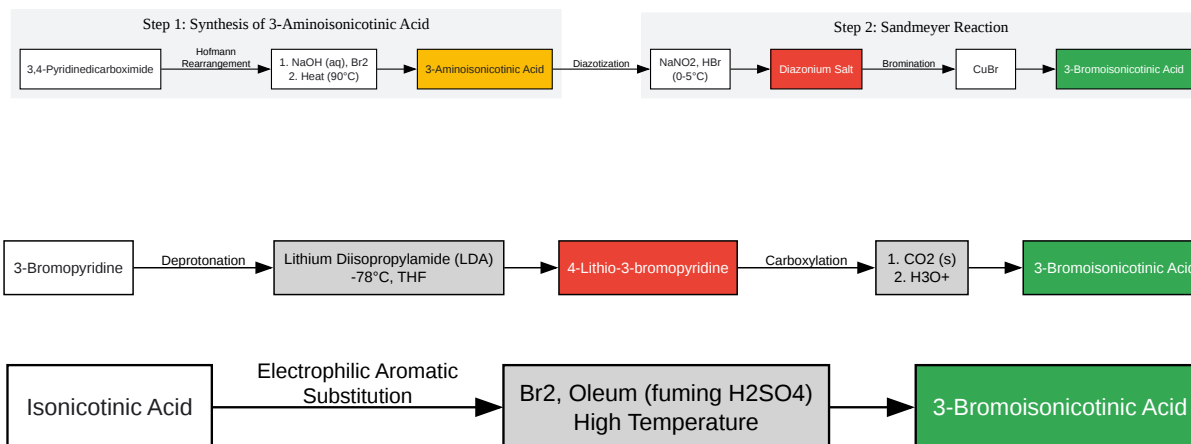 Step 1: Synthesis of 3-Aminoisonicotinic Acid
Step 2: Sandmeyer Reaction
3,4-Pyridinedicarboximide
Hofmann
Rearrangement
1. NaOH (aq), Br2
2. Heat (90°C)
3-Aminoisonicotinic Acid
Diazotization
NaNO2, HBr
(0-5°C)
Diazonium Salt
Bromination
CuBr
3-Bromoisonicotinic Acid
3-Bromopyridine
Deprotonation
Lithium Diisopropylamide (LDA)
-78°C, THF
4-Lithio-3-bromopyridine
Carboxylation
1. CO2 (s)
2. H3O+
3-Bromoisonicotinic Acid
Isonicotinic Acid
Electrophilic Aromatic
Substitution
Br2, Oleum (fuming H2SO4)
High Temperature
3-Bromoisonicotinic Acid